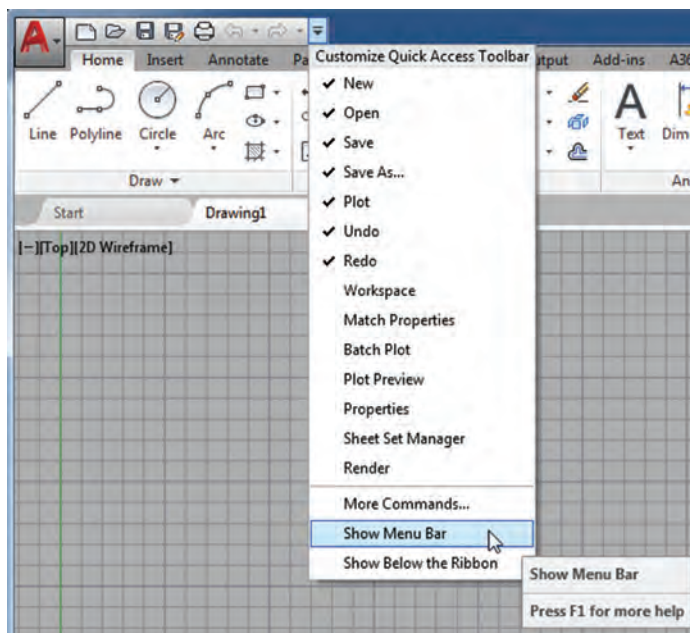 A
Home Insert Annotate
Customize Quick Access Toolbar
Add-ins
Line Polyline Circle Arc
Text
Draw
Start Drawing1
[−][Top][2D Wireframe]
New
Open
Save
Save As...
Plot
Undo
Redo
Workspace
Match Properties
Batch Plot
Plot Preview
Properties
Sheet Set Manager
Render
More Commands...
Show Menu Bar
Show Below the Ribbon
Show Menu Bar
Press F1 for more help